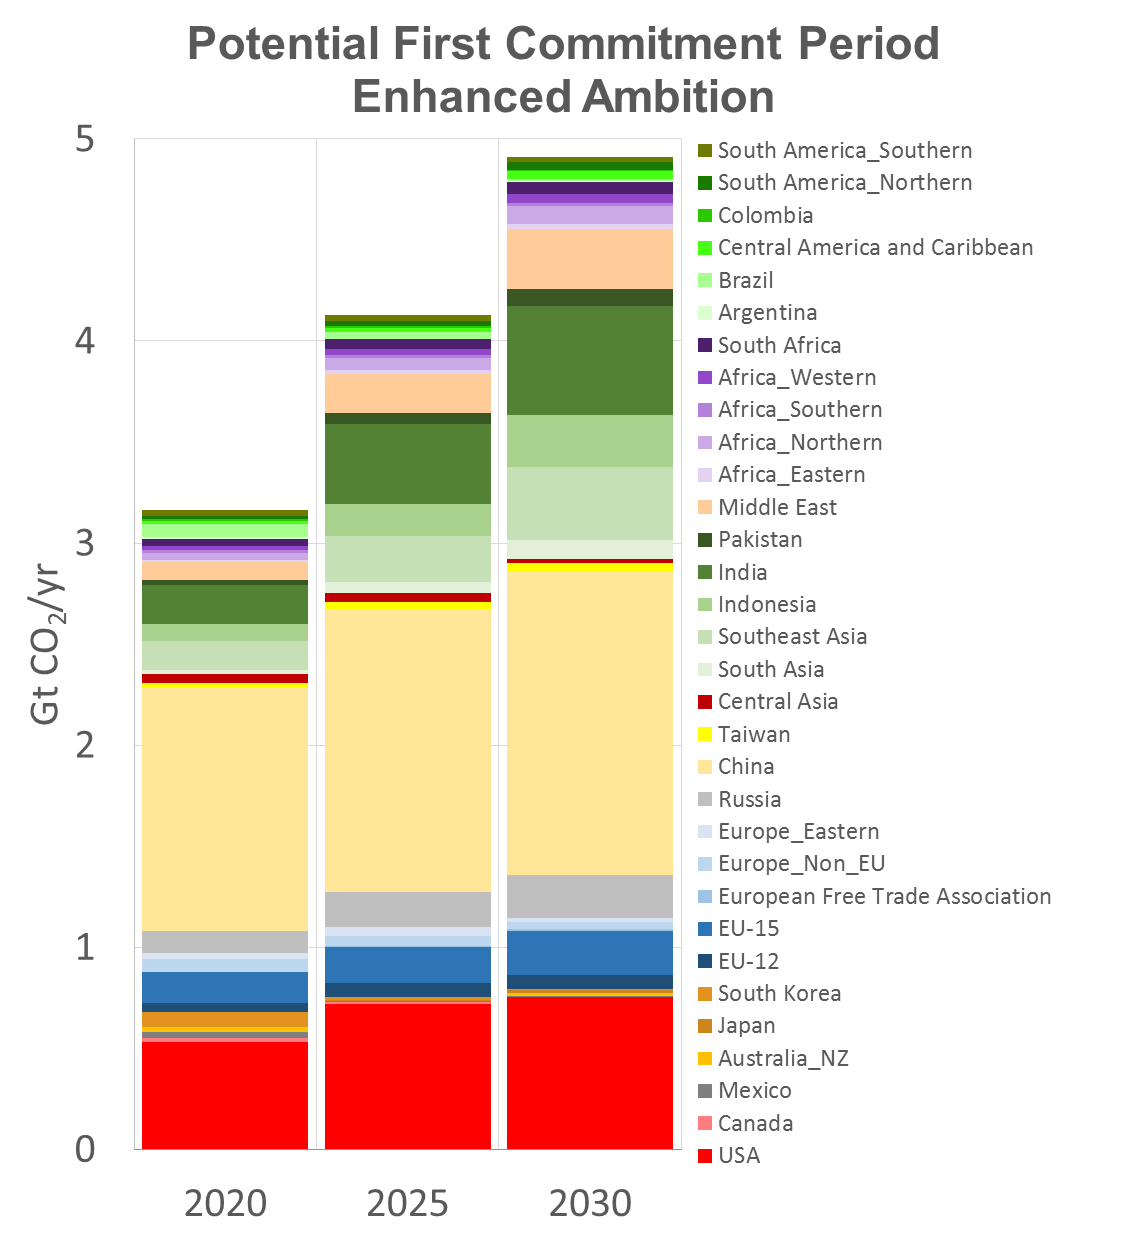 Potential First Commitment Period
Enhanced Ambition
Gt CO₂/yr
5
4
3
2
1
0
2020
2025
2030
South America_Southern
South America_Northern
Colombia
Central America and Caribbean
Brazil
Argentina
South Africa
Africa_Western
Africa_Southern
Africa_Northern
Africa_Eastern
Middle East
Pakistan
India
Indonesia
Southeast Asia
South Asia
Central Asia
Taiwan
China
Russia
Europe_Eastern
Europe_Non_EU
European Free Trade Association
EU-15
EU-12
South Korea
Japan
Australia_NZ
Mexico
Canada
USA